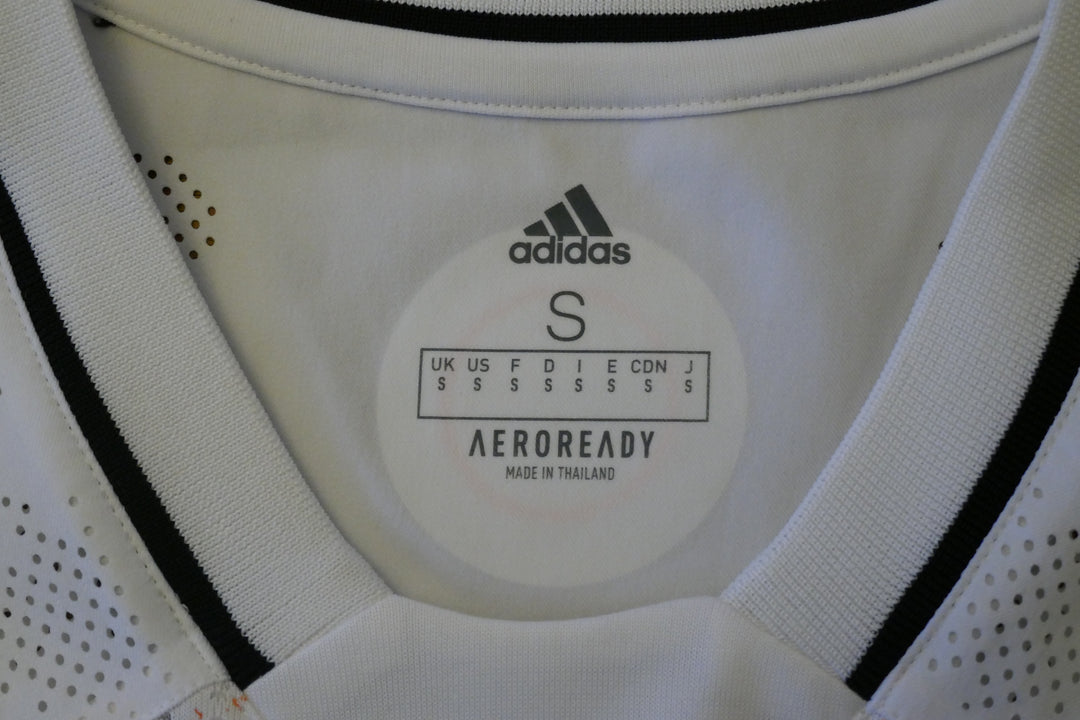 adidas
S
UK US F D I E CDN J
S S S S S S S S
AEROREADY
MADE IN THAILAND